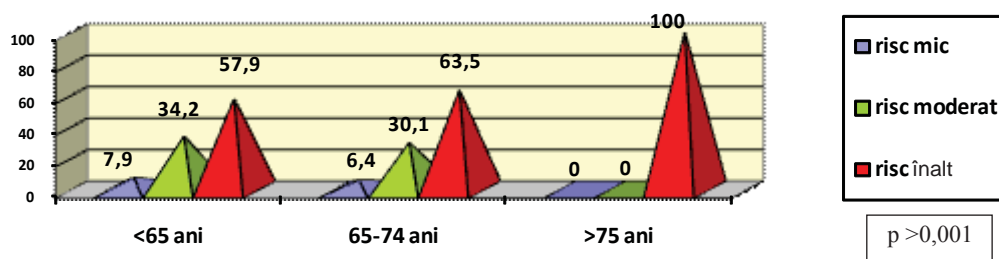 100
80
60
40
20
0
7,9
34,2
57,9
6,4
30,1
63,5
0
0
100
<65 ani
65-74 ani
>75 ani
risc mic
risc moderat
risc înalt
p >0,001